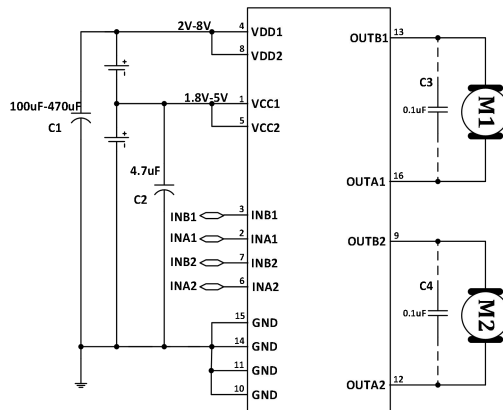 2V-8V
4 VDD1
8 VDD2
100uF-470uF
C1
1.8V-5V
1 VCC1
5 VCC2
4.7uF
C2
INB1 3 INB1
INA1 2 INA1
INB2 7 INB2
INA2 6 INA2
15 GND
14 GND
11 GND
10 GND
OUTB1 13
C3
0.1uF
M1
OUTA1 16
OUTB2 9
C4
0.1uF
M2
OUTA2 12